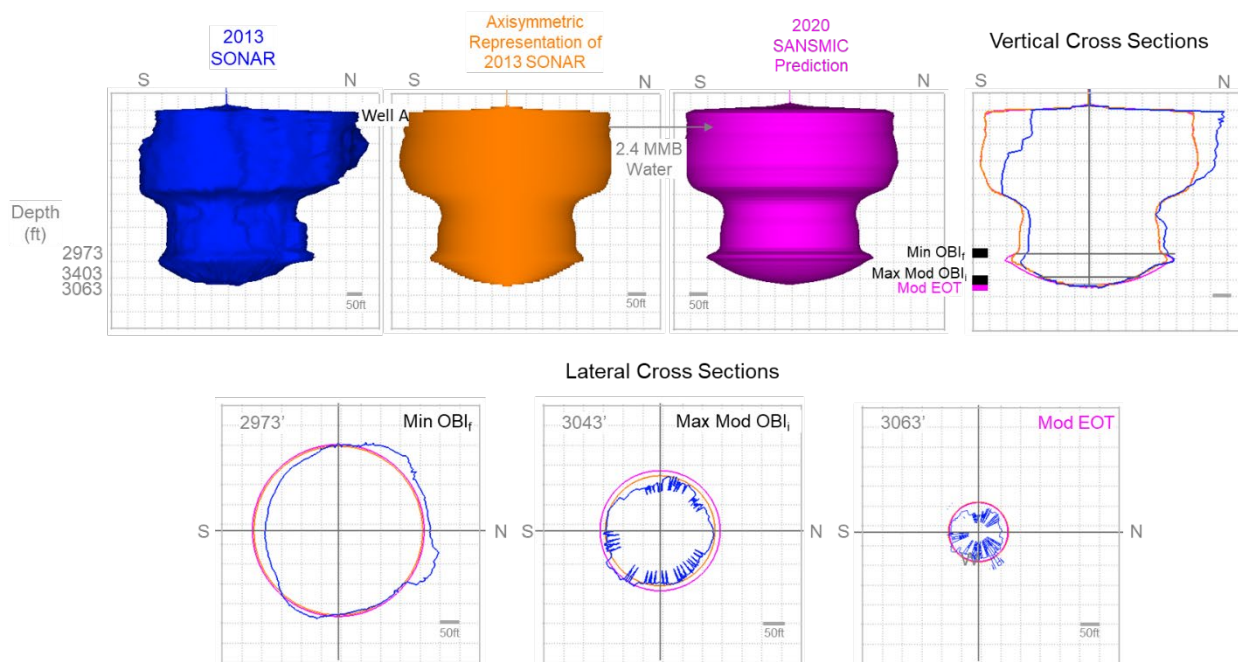 2013
SONAR
Axisymmetric
Representation of
2013 SONAR
2020
SANSMIC
Prediction
Vertical Cross Sections
S
N
S
N
S
N
Well A
2.4 MMB
Water
Depth
(ft)
2973
3403
3063
Min OBIf
Max Mod OBIi
Mod EOT
50ft
50ft
50ft
Lateral Cross Sections
2973'
Min OBIf
3043'
Max Mod OBIi
3063'
Mod EOT
S
N
S
N
S
N
50ft
50ft
50ft